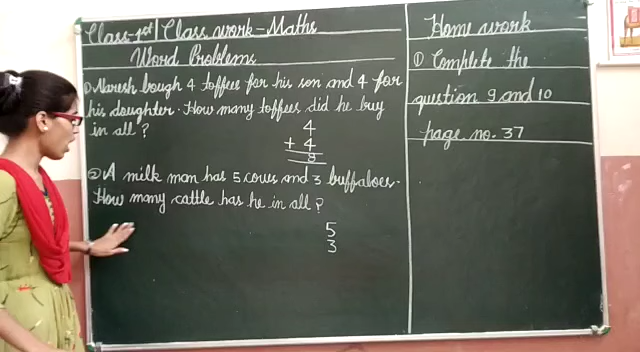 Class-1st | Class work - Maths
Word Problems
① Naresh bough 4 toffees for his son and 4 for
his daughter. How many toffees did he buy
in all?
4
+ 4
8
② A milk man has 5 cows and 3 buffaloes.
How many cattle has he in all?
5
3
Home work
① Complete the
question 9 and 10
page no. 37